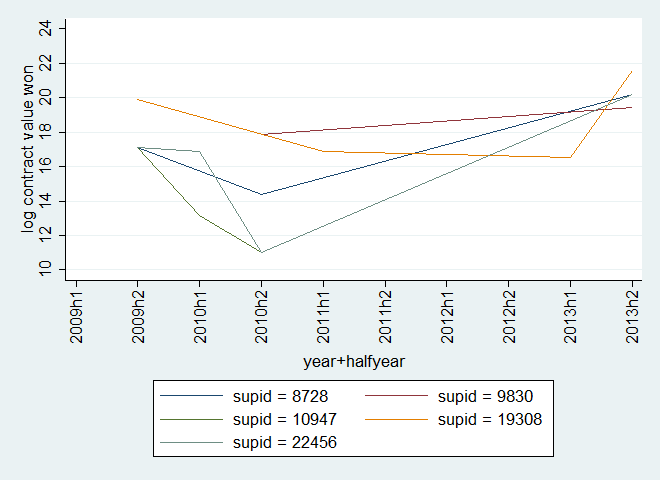 log contract value won
24
22
20
18
16
14
12
10
2009h1
2009h2
2010h1
2010h2
2011h1
2011h2
2012h1
2012h2
2013h1
2013h2
year+halfyear
supid = 8728
supid = 9830
supid = 10947
supid = 19308
supid = 22456